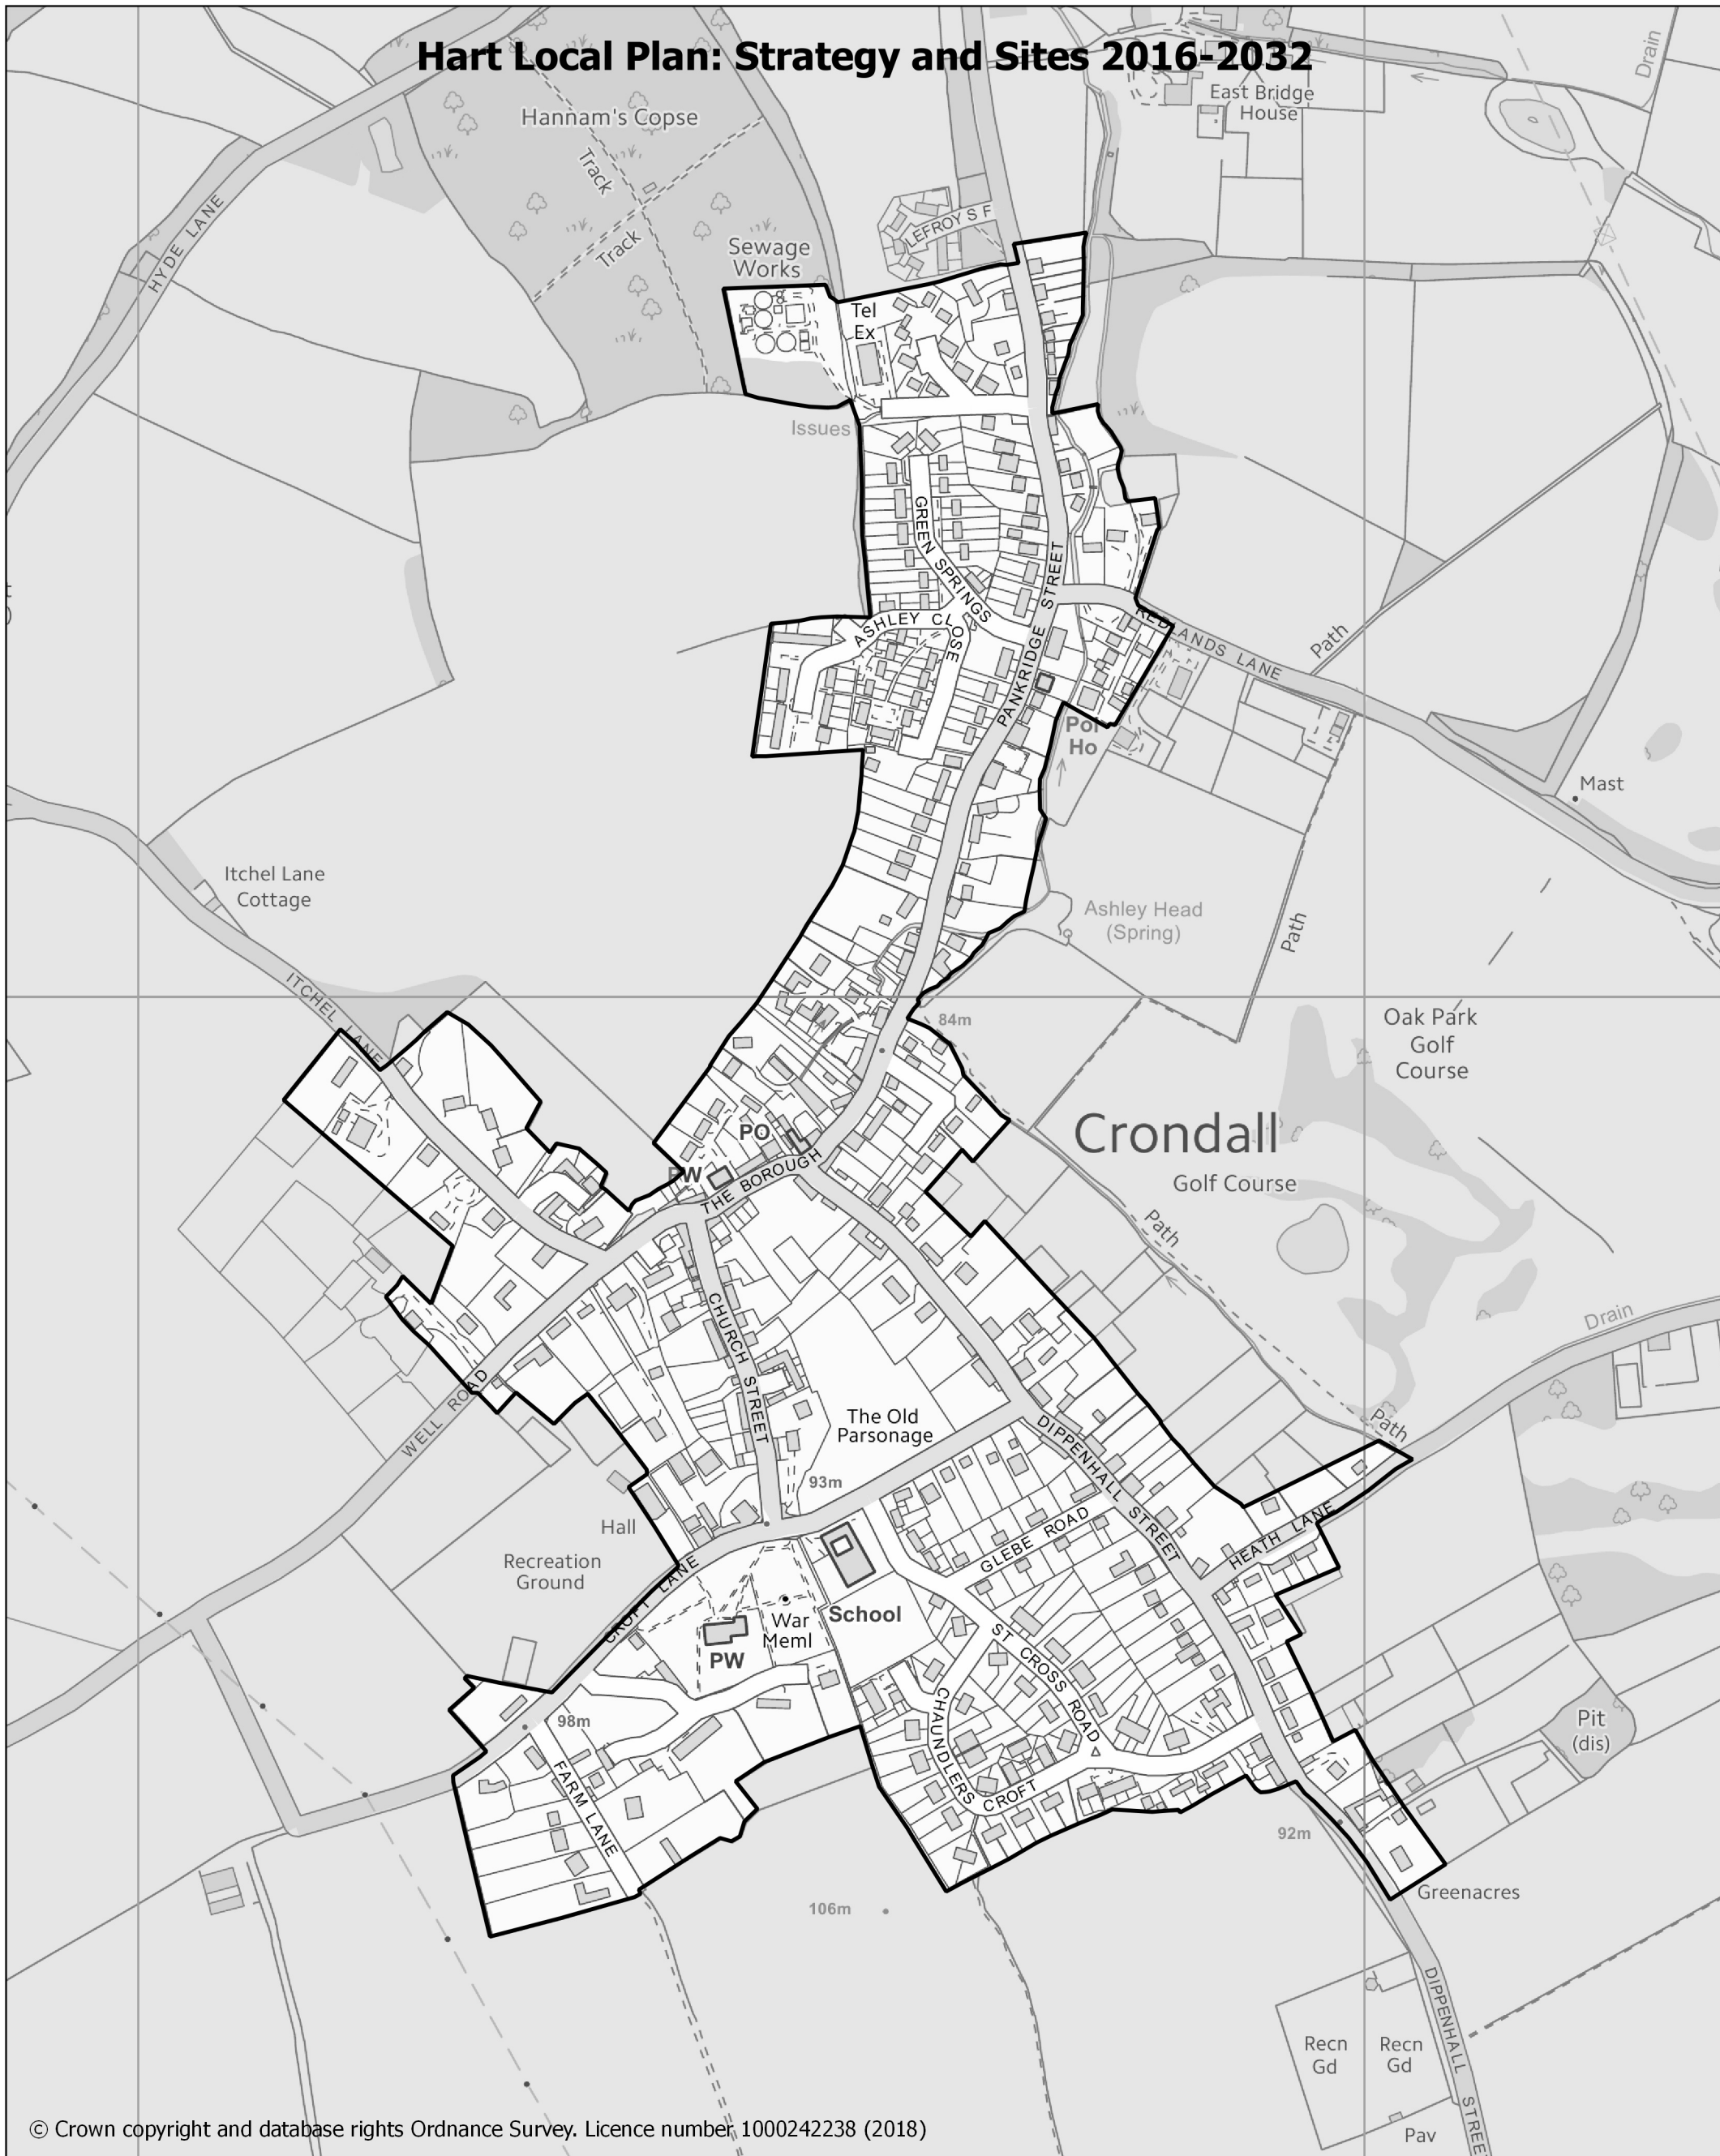 Hart Local Plan: Strategy and Sites 2016-2032
Drain
East Bridge
House
Hannam's Copse
Track
Track
HYDE LANE
LEFROY S F
Sewage
Works
Tel
Ex
Issues
GREEN SPRINGS
PANKRIDGE STREET
ASHLEY CLOSE
REDLANDS LANE
Path
Pol
Ho
Mast
Itchel Lane
Cottage
Ashley Head
(Spring)
Path
ITCHEL LANE
84m
Oak Park
Golf
Course
Crondall
PO
PW
THE BOROUGH
Golf Course
Path
Drain
CHURCH STREET
WELL ROAD
The Old
Parsonage
DIPPENHALL STREET
Path
93m
Hall
GLEBE ROAD
HEATH LANE
Recreation
Ground
CROFT LANE
War
Meml
School
PW
ST CROSS ROAD
98m
CHAUNDLERS CROFT
Pit
(dis)
FARM LANE
92m
Greenacres
106m
DIPPENHALL STREET
Recn
Gd
Recn
Gd
Pav
© Crown copyright and database rights Ordnance Survey. Licence number 1000242238 (2018)